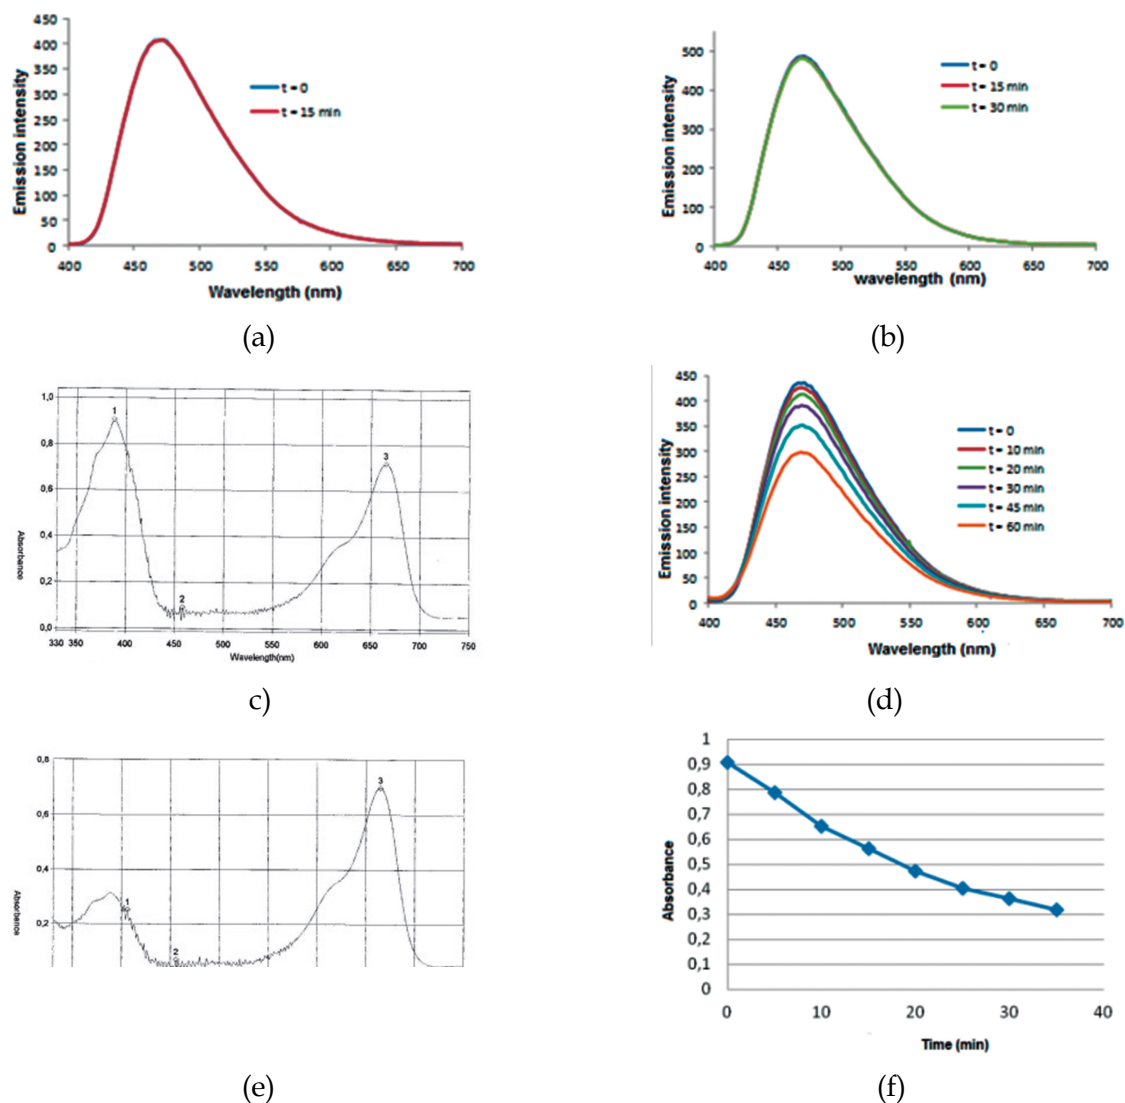 450
400
350
300
250
200
150
100
50
0
Emission intensity
t = 0
t = 15 min
400 450 500 550 600 650 700
Wavelength (nm)
(a)
500
400
300
200
100
0
Emission intensity
t = 0
t = 15 min
t = 30 min
400 450 500 550 600 650 700
wavelength (nm)
(b)
1,0
0,8
0,6
0,4
0,2
0,0
Absorbance
1
2
3
330 350 400 450 500 550 600 650 700 750
Wavelength(nm)
c)
450
400
350
300
250
200
150
100
50
0
Emission intensity
t = 0
t = 10 min
t = 20 min
t = 30 min
t = 45 min
t = 60 min
400 450 500 550 600 650 700
Wavelength (nm)
(d)
0,8
0,6
0,4
0,2
Absorbance
1
2
3
(e)
1
0,9
0,8
0,7
0,6
0,5
0,4
0,3
0,2
0,1
0
Absorbance
0 10 20 30 40
Time (min)
(f)